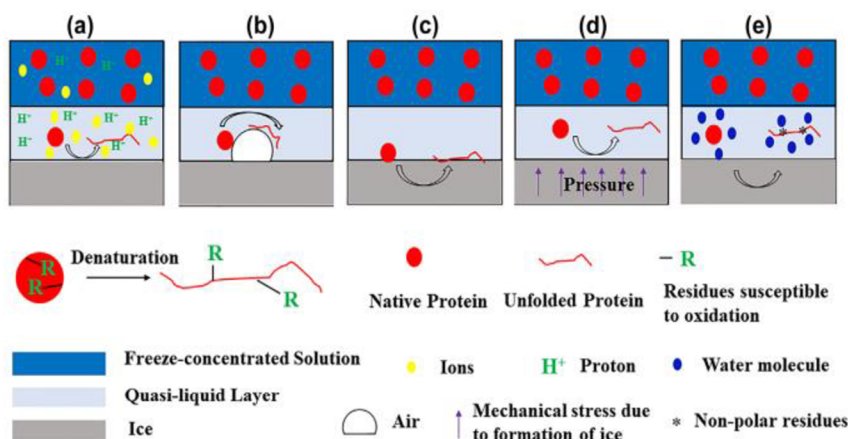 (a) (b) (c) (d) (e)
H⁺ H⁺
H⁺ H⁺ H⁺
H⁺ H⁺
Pressure
Denaturation
R
R
R
R
R
Native Protein Unfolded Protein Residues susceptible
to oxidation
Freeze-concentrated Solution Ions H⁺ Proton Water molecule
Quasi-liquid Layer
Ice Air Mechanical stress due
to formation of ice * Non-polar residues